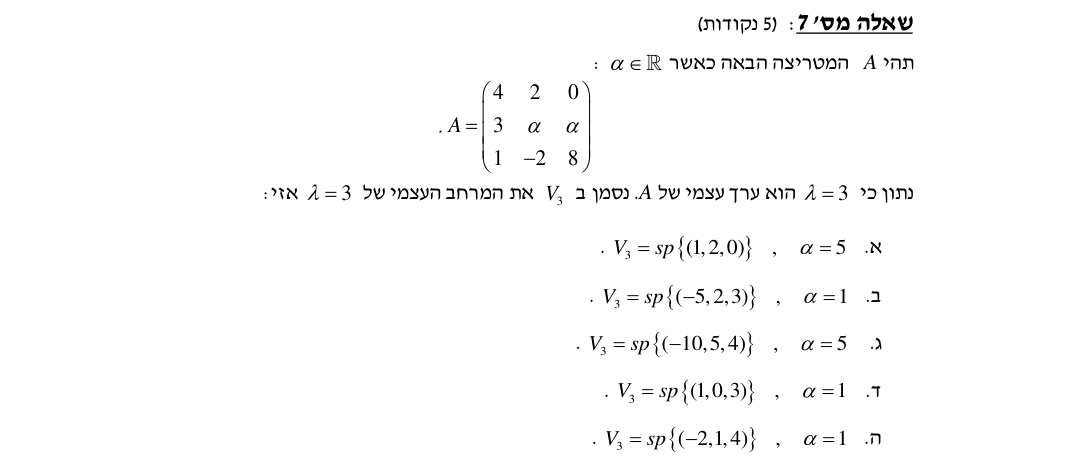 שאלה מס' 7 : (5 נקודות)
תהי A המטריצה הבאה כאשר α ∈ ℝ :
4 2 0
. A = 3 α α
1 −2 8
נתון כי λ = 3 הוא ערך עצמי של A. נסמן ב V₃ את המרחב העצמי של λ = 3 אזי:
א. α = 5 , V₃ = sp{(1, 2, 0)} .
ב. α = 1 , V₃ = sp{(−5, 2, 3)} .
ג. α = 5 , V₃ = sp{(−10, 5, 4)} .
ד. α = 1 , V₃ = sp{(1, 0, 3)} .
ה. α = 1 , V₃ = sp{(−2,1, 4)} .